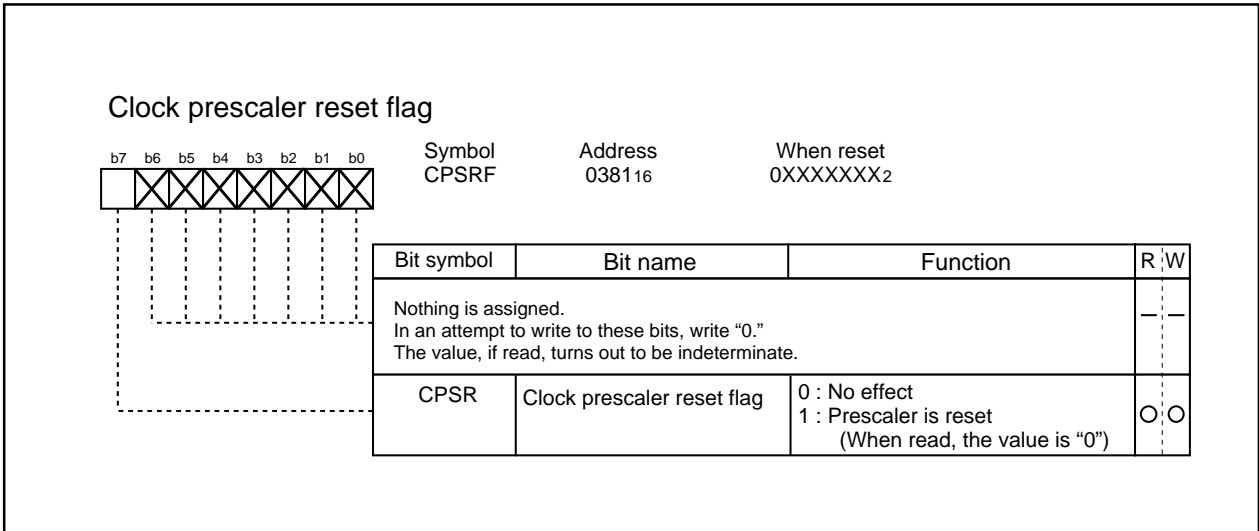 Clock prescaler reset flag
b7 b6 b5 b4 b3 b2 b1 b0
Symbol Address When reset
CPSRF 038116 0XXXXXXX2
Bit symbol Bit name Function R W
Nothing is assigned.
In an attempt to write to these bits, write “0.”
The value, if read, turns out to be indeterminate.
— —
CPSR Clock prescaler reset flag 0 : No effect
1 : Prescaler is reset
(When read, the value is “0”)